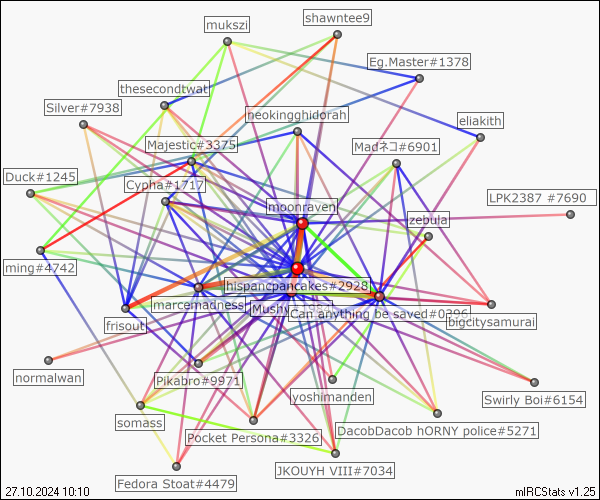 shawntee9
mukszi
Eg.Master#1378
thesecondtwat
Silver#7938
neokingghidorah
eliakith
Majestic#3375
Madネコ#6901
Duck#1245
Cypha#1717
LPK2387 #7690
moonraven
zebula
ming#4742
hispancpancakes#2928
marcemadness
Can anything be saved#0296
frisout
bigcitysamurai
normalwan
Pikabro#9971
yoshimanden
Swirly Boi#6154
somass
DacobDacob hORNY police#5271
Pocket Persona#3326
JKOUYH VIII#7034
Fedora Stoat#4479
27.10.2024 10:10
mIRCStats v1.25